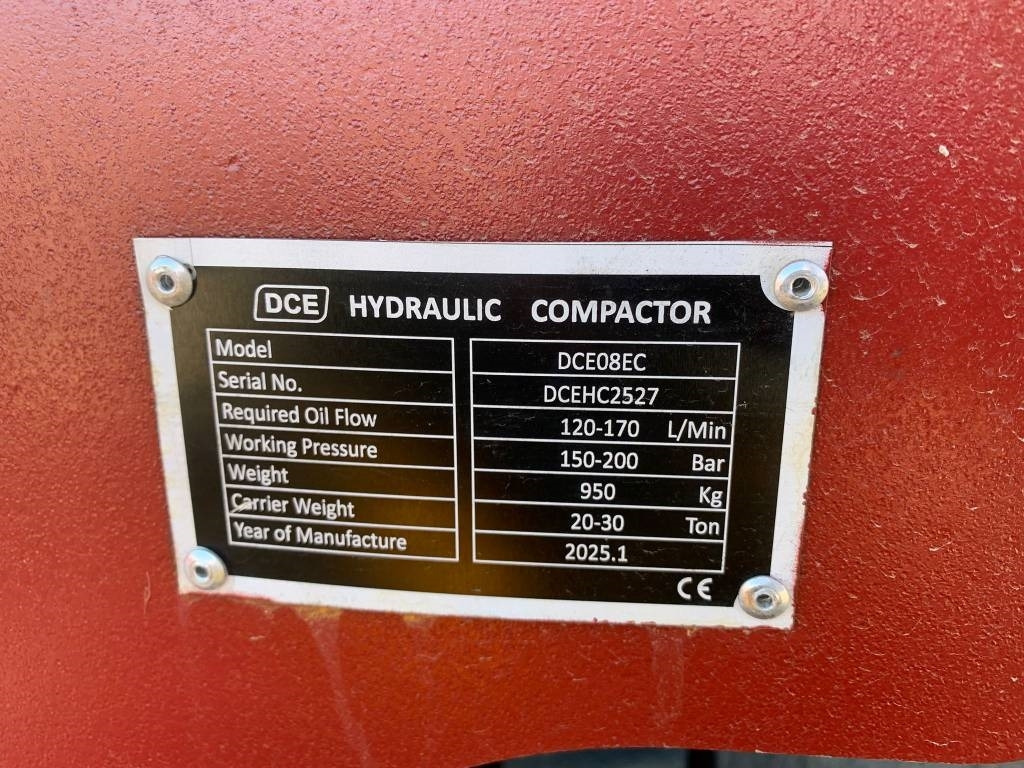 DCE HYDRAULIC COMPACTOR
Model DCE08EC
Serial No. DCEHC2527
Required Oil Flow 120-170 L/Min
Working Pressure 150-200 Bar
Weight 950 Kg
Carrier Weight 20-30 Ton
Year of Manufacture 2025.1
CE